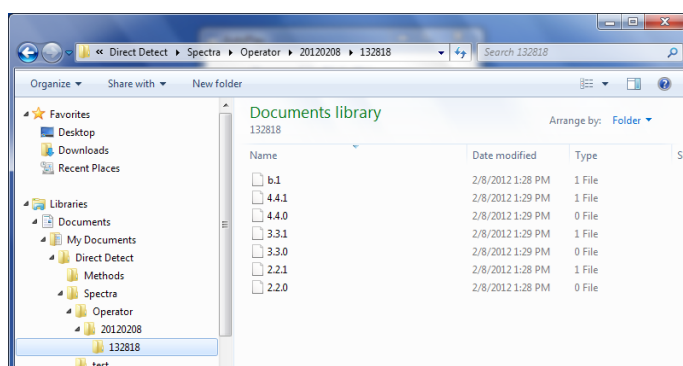 « Direct Detect ▸ Spectra ▸ Operator ▸ 20120208 ▸ 132818
Search 132818
Organize ▾ Share with ▾ New folder
Favorites
Desktop
Downloads
Recent Places
Libraries
Documents
My Documents
Direct Detect
Methods
Spectra
Operator
20120208
132818
test
Documents library
132818
Arrange by: Folder ▾
Name Date modified Type S
b.1 2/8/2012 1:28 PM 1 File
4.4.1 2/8/2012 1:29 PM 1 File
4.4.0 2/8/2012 1:29 PM 0 File
3.3.1 2/8/2012 1:29 PM 1 File
3.3.0 2/8/2012 1:29 PM 0 File
2.2.1 2/8/2012 1:28 PM 1 File
2.2.0 2/8/2012 1:28 PM 0 File